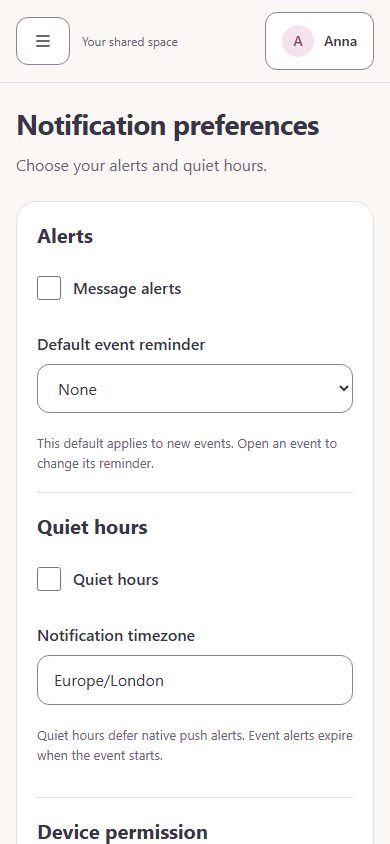 Your shared space
A
Anna
Notification preferences
Choose your alerts and quiet hours.
Alerts
Message alerts
Default event reminder
None
This default applies to new events. Open an event to
change its reminder.
Quiet hours
Quiet hours
Notification timezone
Europe/London
Quiet hours defer native push alerts. Event alerts expire
when the event starts.
Device permission